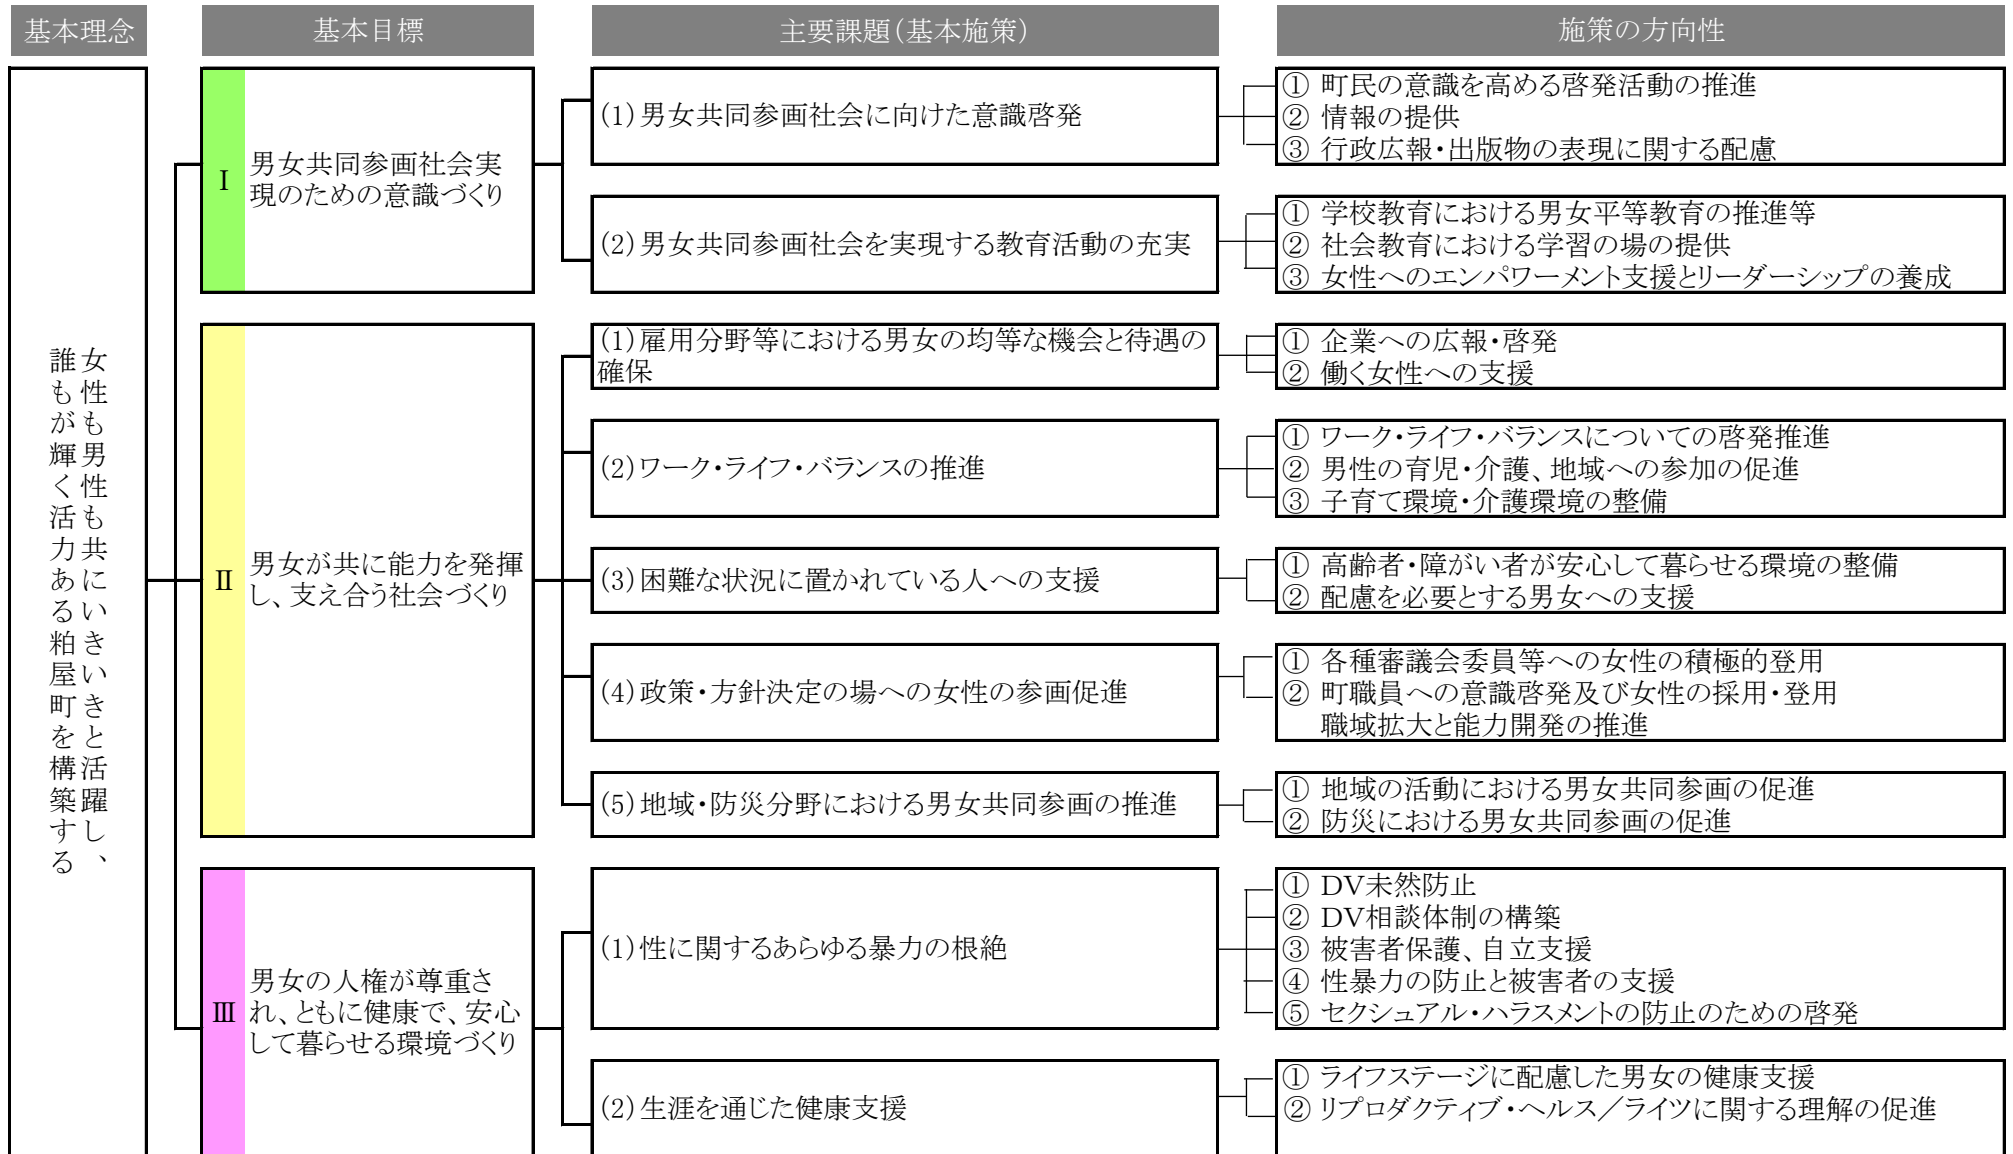 基本理念
基本目標
主要課題(基本施策)
施策の方向性
女性も男性も共にいきいきと活躍し、
誰もが輝く活力ある粕屋町を構築する
Ⅰ
男女共同参画社会実
現のための意識づくり
(1)男女共同参画社会に向けた意識啓発
① 町民の意識を高める啓発活動の推進
② 情報の提供
③ 行政広報・出版物の表現に関する配慮
(2)男女共同参画社会を実現する教育活動の充実
① 学校教育における男女平等教育の推進等
② 社会教育における学習の場の提供
③ 女性へのエンパワーメント支援とリーダーシップの養成
Ⅱ
男女が共に能力を発揮
し、支え合う社会づくり
(1)雇用分野等における男女の均等な機会と待遇の
確保
① 企業への広報・啓発
② 働く女性への支援
(2)ワーク・ライフ・バランスの推進
① ワーク・ライフ・バランスについての啓発推進
② 男性の育児・介護、地域への参加の促進
③ 子育て環境・介護環境の整備
(3)困難な状況に置かれている人への支援
① 高齢者・障がい者が安心して暮らせる環境の整備
② 配慮を必要とする男女への支援
(4)政策・方針決定の場への女性の参画促進
① 各種審議会委員等への女性の積極的登用
② 町職員への意識啓発及び女性の採用・登用
職域拡大と能力開発の推進
(5)地域・防災分野における男女共同参画の推進
① 地域の活動における男女共同参画の促進
② 防災における男女共同参画の促進
Ⅲ
男女の人権が尊重さ
れ、ともに健康で、安心
して暮らせる環境づくり
(1)性に関するあらゆる暴力の根絶
① DV未然防止
② DV相談体制の構築
③ 被害者保護、自立支援
④ 性暴力の防止と被害者の支援
⑤ セクシュアル・ハラスメントの防止のための啓発
(2)生涯を通じた健康支援
① ライフステージに配慮した男女の健康支援
② リプロダクティブ・ヘルス／ライツに関する理解の促進